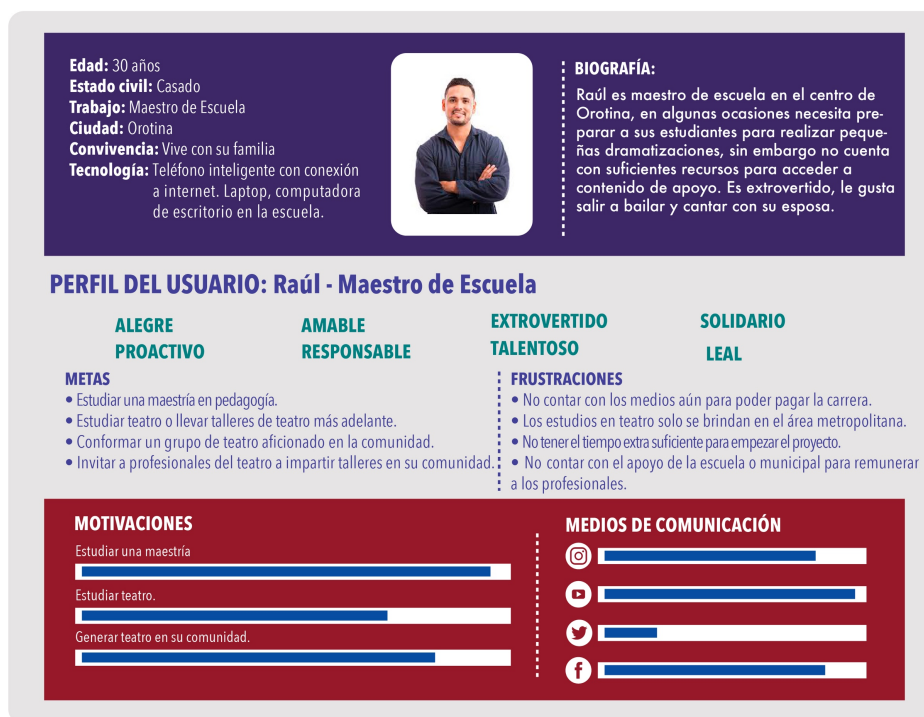 Edad: 30 años
Estado civil: Casado
Trabajo: Maestro de Escuela
Ciudad: Orotina
Convivencia: Vive con su familia
Tecnología: Teléfono inteligente con conexión
a internet. Laptop, computadora
de escritorio en la escuela.
BIOGRAFÍA:
Raúl es maestro de escuela en el centro de
Orotina, en algunas ocasiones necesita pre-
parar a sus estudiantes para realizar peque-
ñas dramatizaciones, sin embargo no cuenta
con suficientes recursos para acceder a
contenido de apoyo. Es extrovertido, le gusta
salir a bailar y cantar con su esposa.
PERFIL DEL USUARIO: Raúl - Maestro de Escuela
ALEGRE AMABLE EXTROVERTIDO SOLIDARIO
PROACTIVO RESPONSABLE TALENTOSO LEAL
METAS
• Estudiar una maestría en pedagogía.
• Estudiar teatro o llevar talleres de teatro más adelante.
• Conformar un grupo de teatro aficionado en la comunidad.
• Invitar a profesionales del teatro a impartir talleres en su comunidad.
FRUSTRACIONES
• No contar con los medios aún para poder pagar la carrera.
• Los estudios en teatro solo se brindan en el área metropolitana.
• No tener el tiempo extra suficiente para empezar el proyecto.
• No contar con el apoyo de la escuela o municipal para remunerar
a los profesionales.
MOTIVACIONES
Estudiar una maestría
Estudiar teatro.
Generar teatro en su comunidad.
MEDIOS DE COMUNICACIÓN